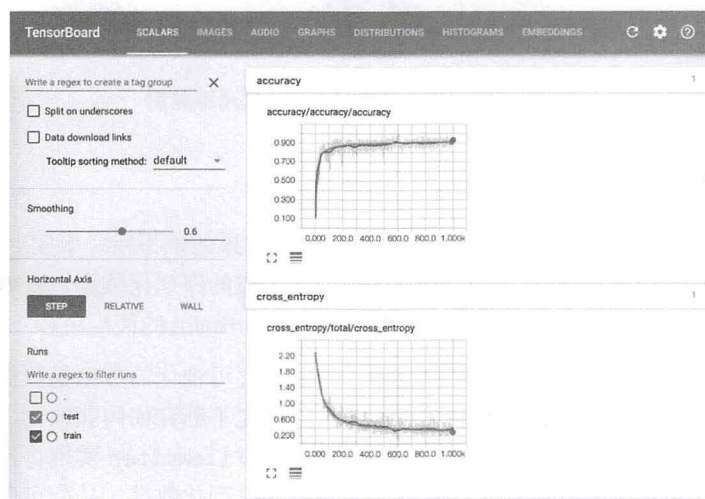 TensorBoard SCALARS IMAGES AUDIO GRAPHS DISTRIBUTIONS HISTOGRAMS EMBEDDINGS
Write a regex to create a tag group
Split on underscores
Data download links
Tooltip sorting method: default
Smoothing
0.6
Horizontal Axis
STEP RELATIVE WALL
Runs
Write a regex to filter runs
.
test
train
accuracy 1
accuracy/accuracy/accuracy
0.900
0.700
0.500
0.300
0.100
0.000 200.0 400.0 600.0 800.0 1.000k
cross_entropy 1
cross_entropy/total/cross_entropy
2.20
1.80
1.40
1.00
0.600
0.200
0.000 200.0 400.0 600.0 800.0 1.000k